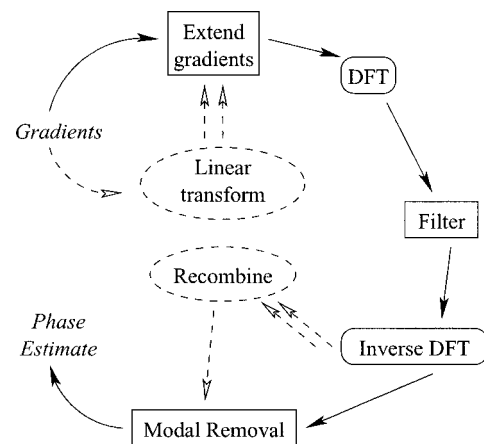 Extend
gradients
DFT
Gradients
Linear
transform
Filter
Recombine
Phase
Estimate
Inverse DFT
Modal Removal